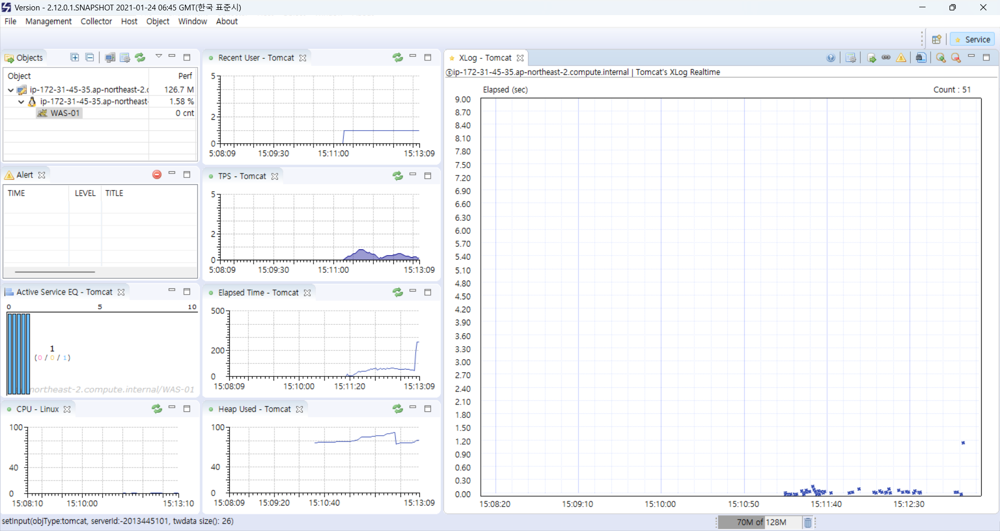 Version - 2.12.0.1.SNAPSHOT 2021-01-24 06:45 GMT(한국 표준시)
File Management Collector Host Object Window About
Service
Objects
Object Perf
ip-172-31-45-35.ap-northeast-2.c 126.7 M
ip-172-31-45-35.ap-northeast- 1.58 %
WAS-01 0 cnt
Alert
TIME LEVEL TITLE
Active Service EQ - Tomcat
0 5 10
1
(0 / 0 / 1)
northeast-2.compute.internal/WAS-01
CPU - Linux
100
40
0
15:08:10 15:10:00 15:13:10
Recent User - Tomcat
5
2
0
5:08:09 15:09:30 15:11:00 15:13:09
TPS - Tomcat
5
2
0
5:08:09 15:09:30 15:11:00 15:13:09
Elapsed Time - Tomcat
500
200
0
15:08:09 15:10:00 15:11:20 15:13:09
Heap Used - Tomcat
100
40
0
15:08:09 15:09:20 15:10:40 15:13:09
XLog - Tomcat
ⓢip-172-31-45-35.ap-northeast-2.compute.internal | Tomcat's XLog Realtime
Elapsed (sec) Count : 51
9.00
8.70
8.40
8.10
7.80
7.50
7.20
6.90
6.60
6.30
6.00
5.70
5.40
5.10
4.80
4.50
4.20
3.90
3.60
3.30
3.00
2.70
2.40
2.10
1.80
1.50
1.20
0.90
0.60
0.30
0.00
15:08:20 15:09:10 15:10:00 15:10:50 15:11:40 15:12:30
setInput(objType:tomcat, serverId:-2013445101, twdata size(): 26)
70M of 128M